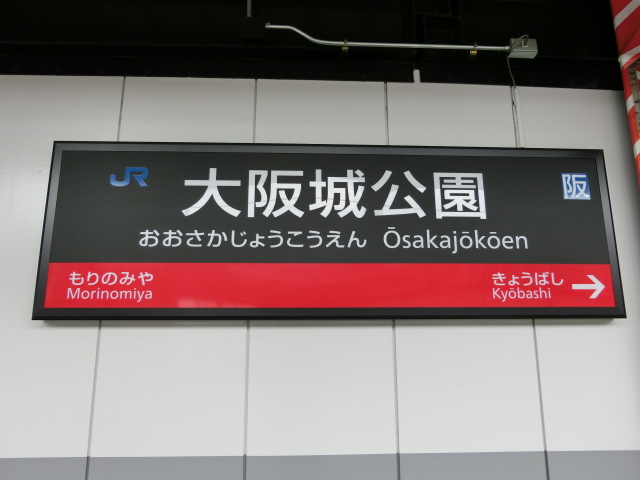 JR 大阪城公園 阪
おおさかじょうこうえん Ōsakajōkōen
もりのみや きょうばし
Morinomiya Kyōbashi →